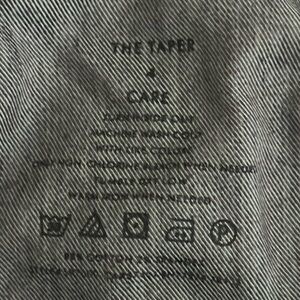 THE TAPER
4
CARE
TURN INSIDE OUT
MACHINE WASH COLD
WITH LIKE COLORS
ONLY NON-CHLORINE BLEACH WHEN NEEDED
TUMBLE DRY LOW
WARM IRON WHEN NEEDED
COTTON 2% SPANDEX